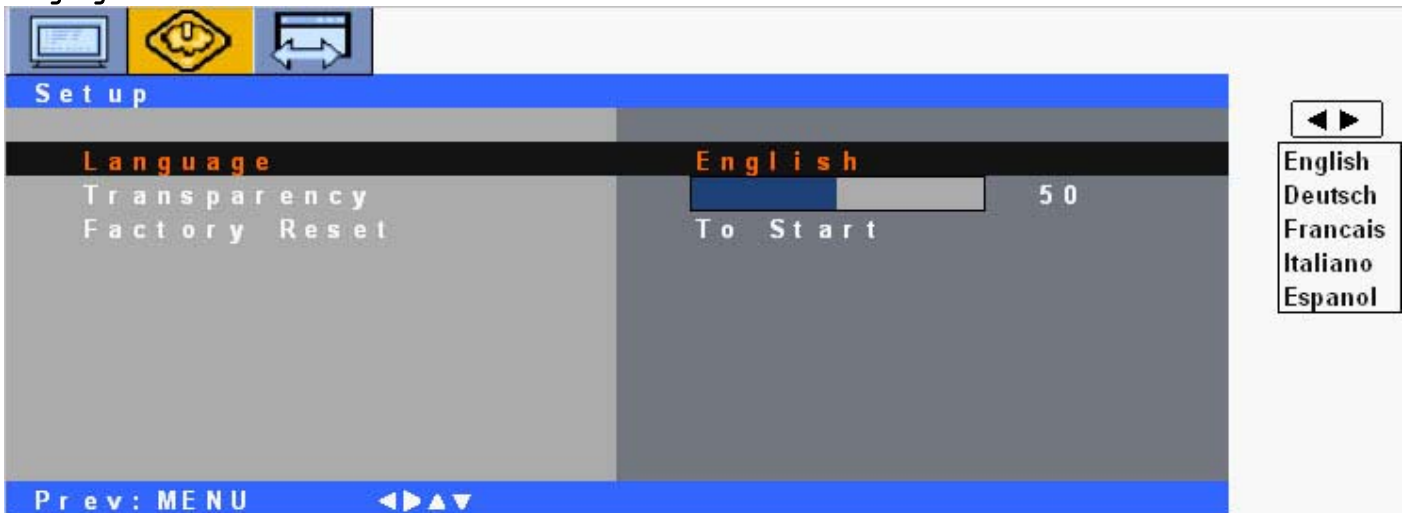 Setup
Language English
Transparency 50
Factory Reset To Start
Prev: MENU ◀▶▲▼
◀ ▶
English
Deutsch
Francais
Italiano
Espanol